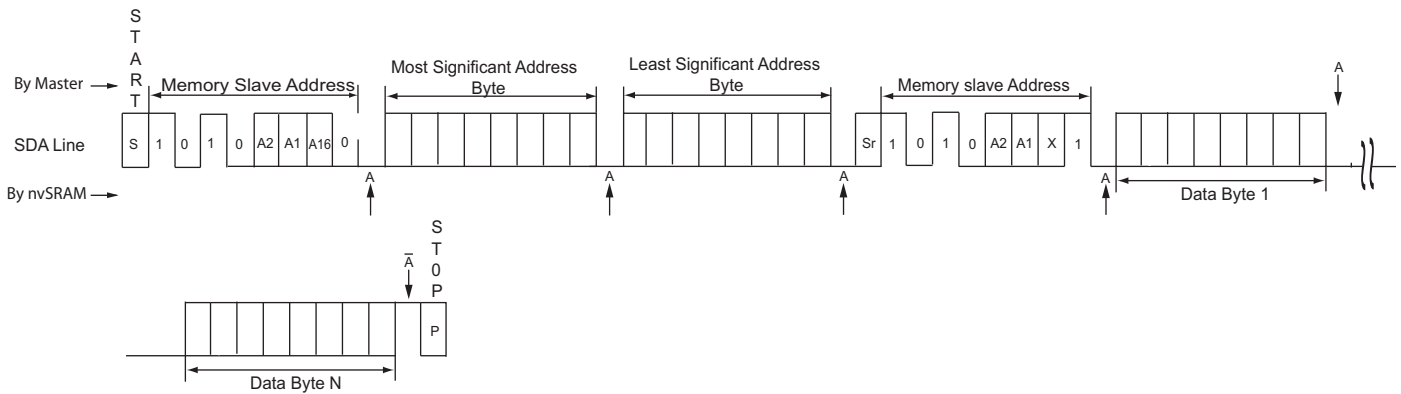 START
By Master
Memory Slave Address
Most Significant Address
Byte
Least Significant Address
Byte
Memory slave Address
A
SDA Line
S 1 0 1 0 A2 A1 A16 0
Sr 1 0 1 0 A2 A1 X 1
By nvSRAM
A
A
A
A
Data Byte 1
A̅
ST0P
P
Data Byte N